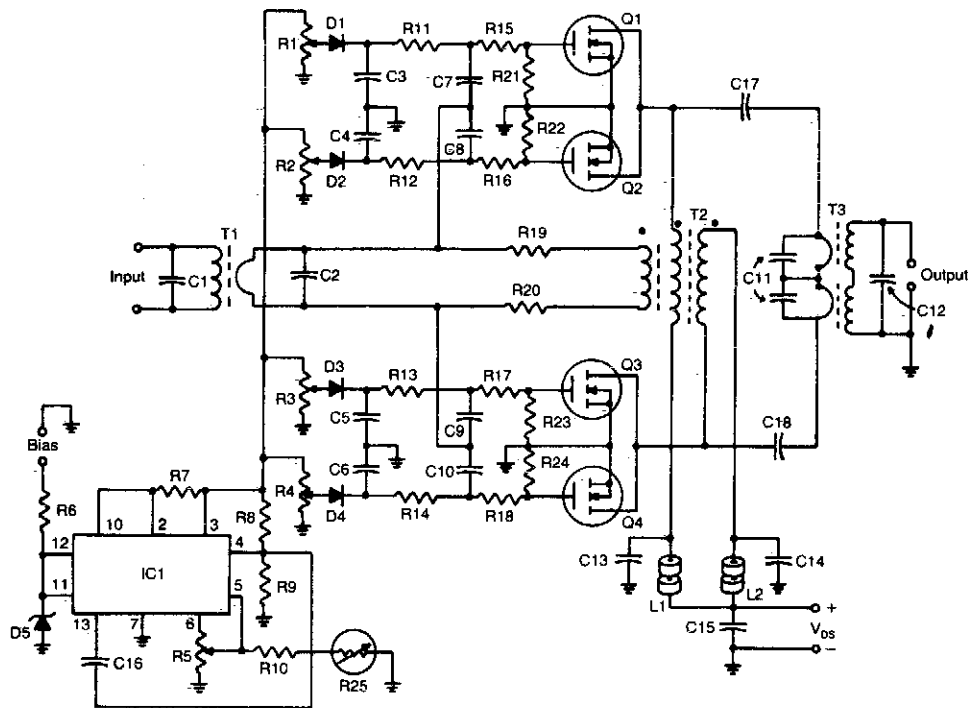 D1
R11
R15
Q1
R1
C3
C7
R21
C17
C4
C8
R22
R2
D2
R12
R16
Q2
T1
R19
T2
T3
Input
C1
C2
C11
Output
R20
C12
D3
R13
R17
Q3
R3
C5
C9
R23
C18
Bias
C6
C10
R24
R7
R4
R6
R8
D4
R14
R18
Q4
10
2
3
12
4
C13
C14
IC1
R9
11
5
L1
L2
+
D5
13
7
6
C15
VDS
C16
R5
R10
−
R25